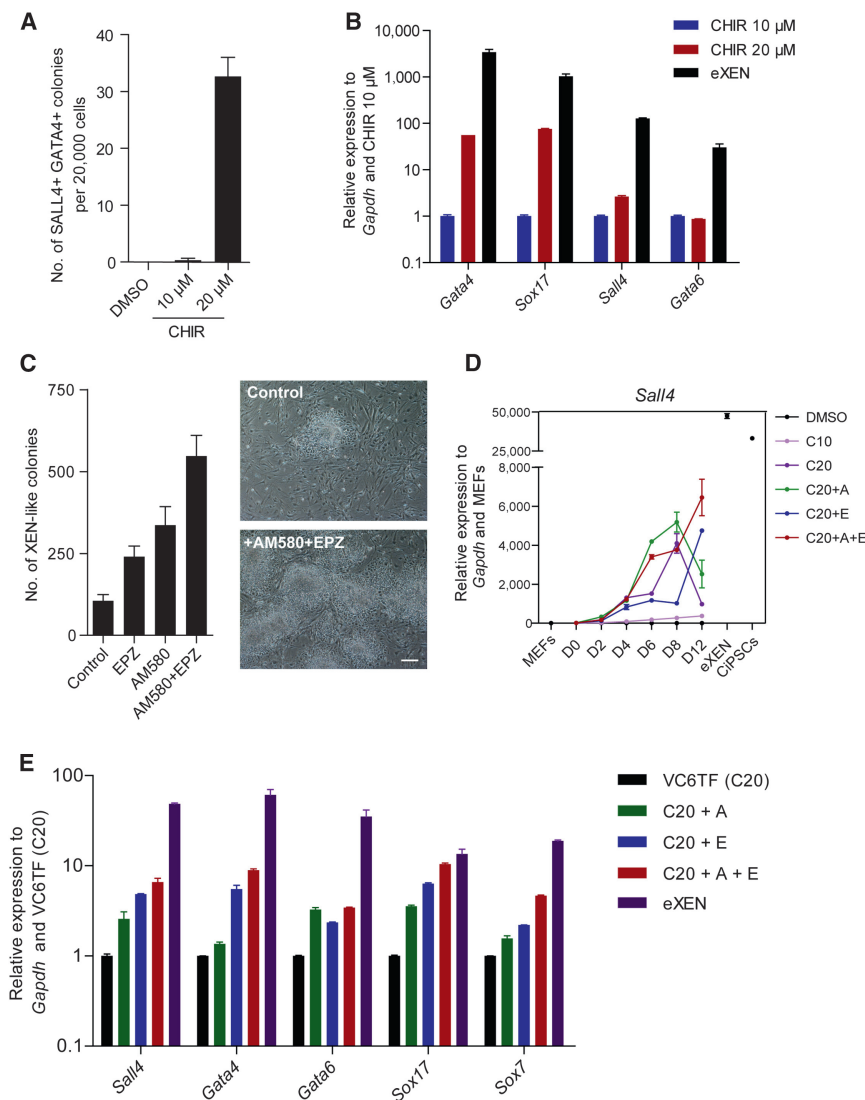 A
No. of SALL4+ GATA4+ colonies
per 20,000 cells
40
30
20
10
0
DMSO
10 µM
20 µM
CHIR
B
Relative expression to
Gapdh and CHIR 10 µM
10,000
1,000
100
10
1
0.1
Gata4
Sox17
Sall4
Gata6
CHIR 10 µM
CHIR 20 µM
eXEN
C
No. of XEN-like colonies
750
500
250
0
Control
EPZ
AM580
AM580+EPZ
Control
+AM580+EPZ
D
Sall4
Relative expression to
Gapdh and MEFs
50,000
25,000
8,000
6,000
4,000
2,000
0
MEFs
D0
D2
D4
D6
D8
D12
eXEN
CiPSCs
DMSO
C10
C20
C20+A
C20+E
C20+A+E
E
Relative expression to
Gapdh and VC6TF (C20)
100
10
1
0.1
Sall4
Gata4
Gata6
Sox17
Sox7
VC6TF (C20)
C20 + A
C20 + E
C20 + A + E
eXEN